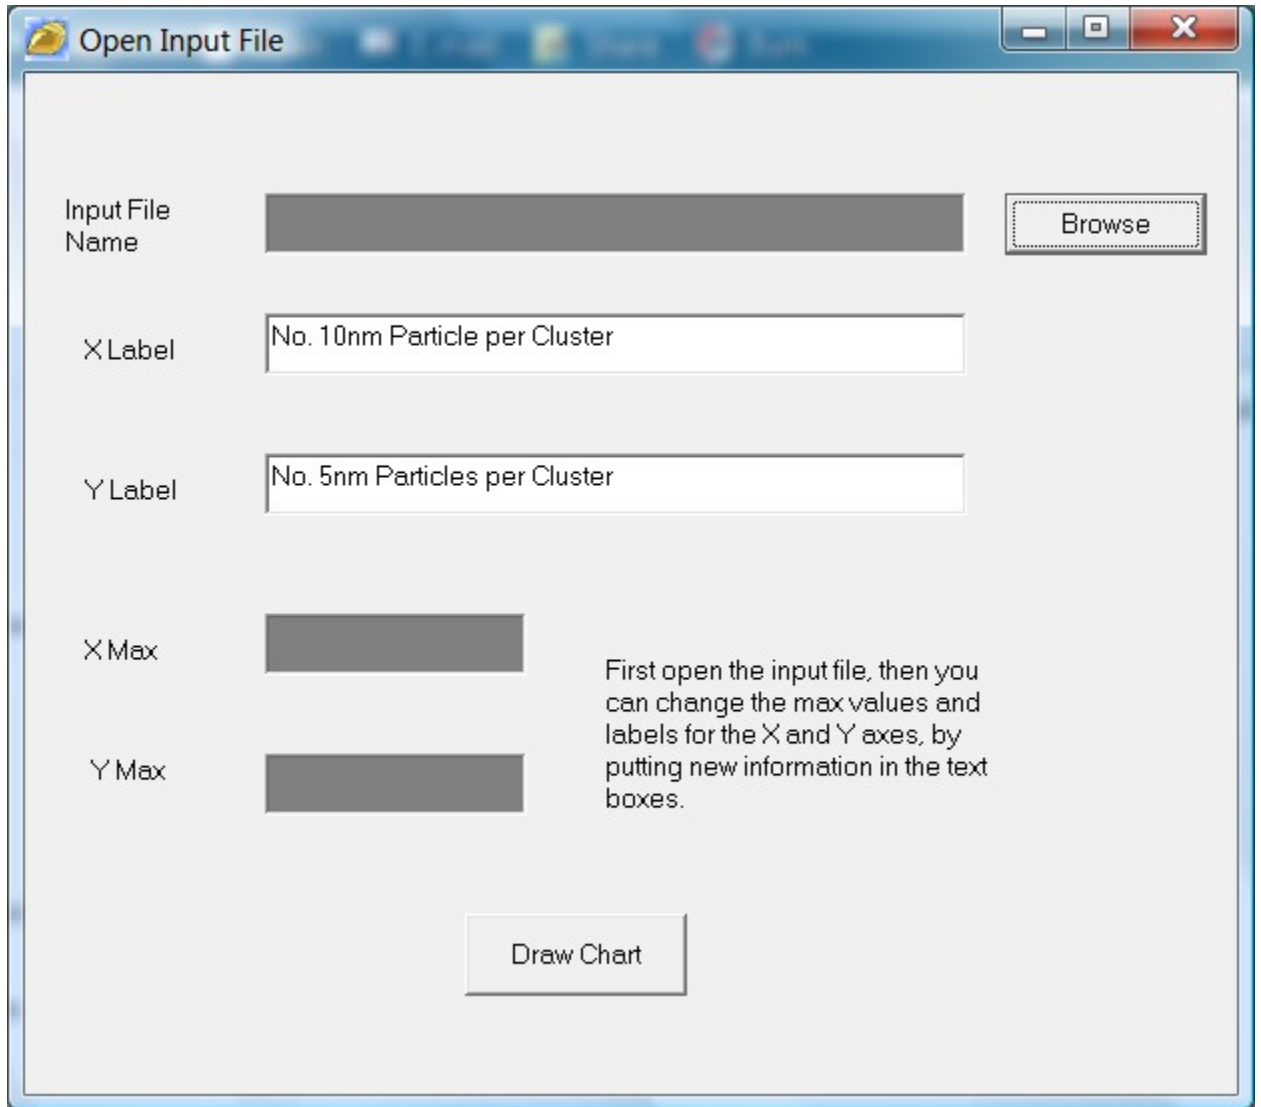 Open Input File
Input File
Name
Browse
X Label
No. 10nm Particle per Cluster
Y Label
No. 5nm Particles per Cluster
X Max
First open the input file, then you
can change the max values and
labels for the X and Y axes, by
putting new information in the text
boxes.
Y Max
Draw Chart